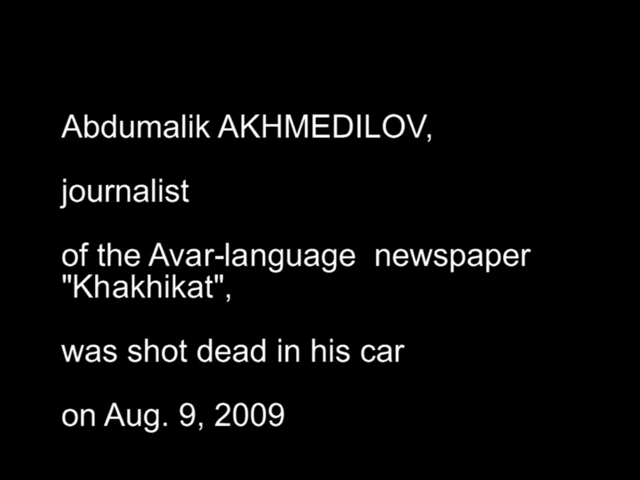 Abdumalik AKHMEDILOV,
journalist
of the Avar-language  newspaper
"Khakhikat",
was shot dead in his car
on Aug. 9, 2009